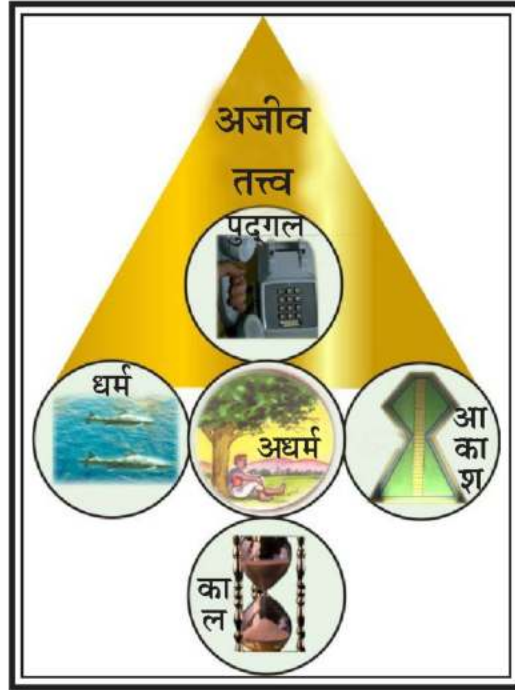 अजीव
तत्त्व
पुद्‌गल
धर्म
अधर्म
आ
का
श
का
ल